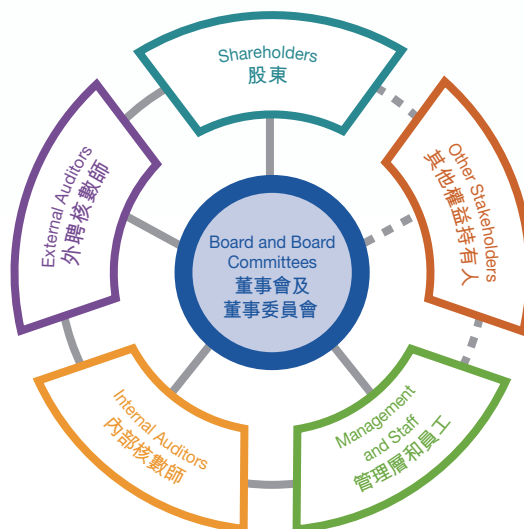 Shareholders
股東
Other Stakeholders
其他權益持有人
External Auditors
外聘核數師
Board and Board
Committees
董事會及
董事委員會
Internal Auditors
內部核數師
Management
and Staff
管理層和員工